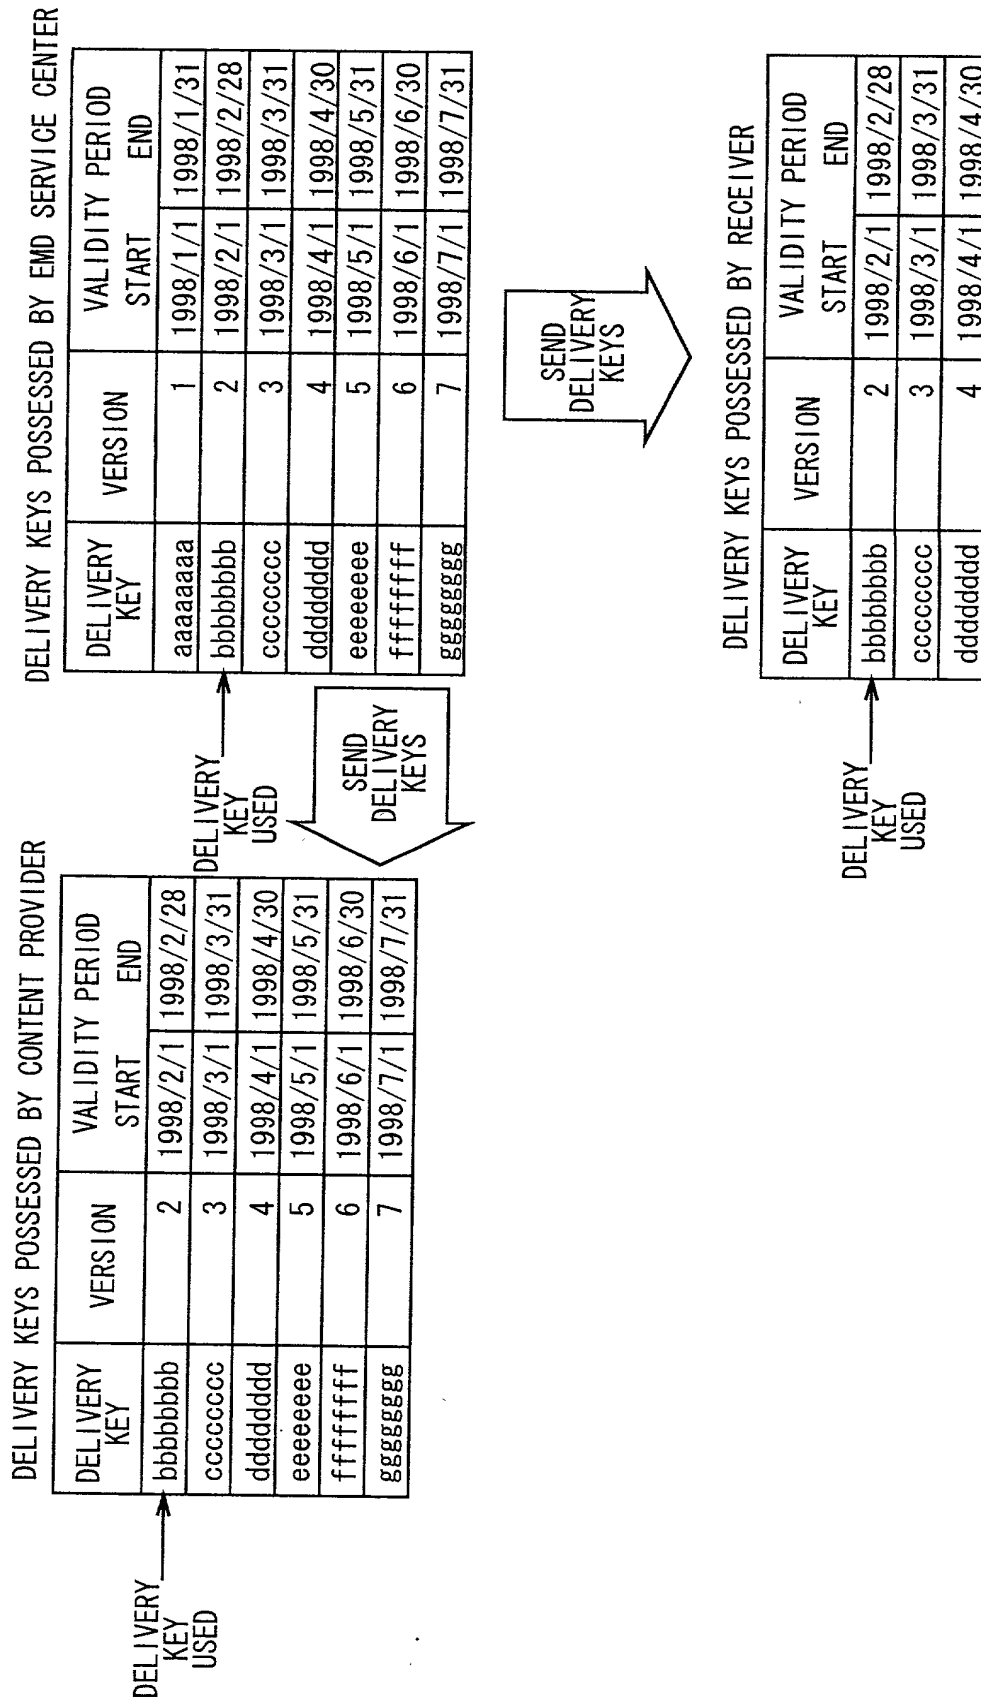 DELIVERY KEYS POSSESSED BY CONTENT PROVIDER
DELIVERY
KEY
VERSION
VALIDITY PERIOD
START END
bbbbbbbb 2 1998/2/1 1998/2/28
cccccccc 3 1998/3/1 1998/3/31
dddddddd 4 1998/4/1 1998/4/30
eeeeeeee 5 1998/5/1 1998/5/31
ffffffff 6 1998/6/1 1998/6/30
gggggggg 7 1998/7/1 1998/7/31
DELIVERY
KEY
USED
SEND
DELIVERY
KEYS
DELIVERY KEYS POSSESSED BY EMD SERVICE CENTER
DELIVERY
KEY
VERSION
VALIDITY PERIOD
START END
aaaaaaaa 1 1998/1/1 1998/1/31
bbbbbbbb 2 1998/2/1 1998/2/28
cccccccc 3 1998/3/1 1998/3/31
dddddddd 4 1998/4/1 1998/4/30
eeeeeeee 5 1998/5/1 1998/5/31
ffffffff 6 1998/6/1 1998/6/30
gggggggg 7 1998/7/1 1998/7/31
DELIVERY
KEY
USED
SEND
DELIVERY
KEYS
DELIVERY KEYS POSSESSED BY RECEIVER
DELIVERY
KEY
VERSION
VALIDITY PERIOD
START END
bbbbbbbb 2 1998/2/1 1998/2/28
cccccccc 3 1998/3/1 1998/3/31
dddddddd 4 1998/4/1 1998/4/30
DELIVERY
KEY
USED